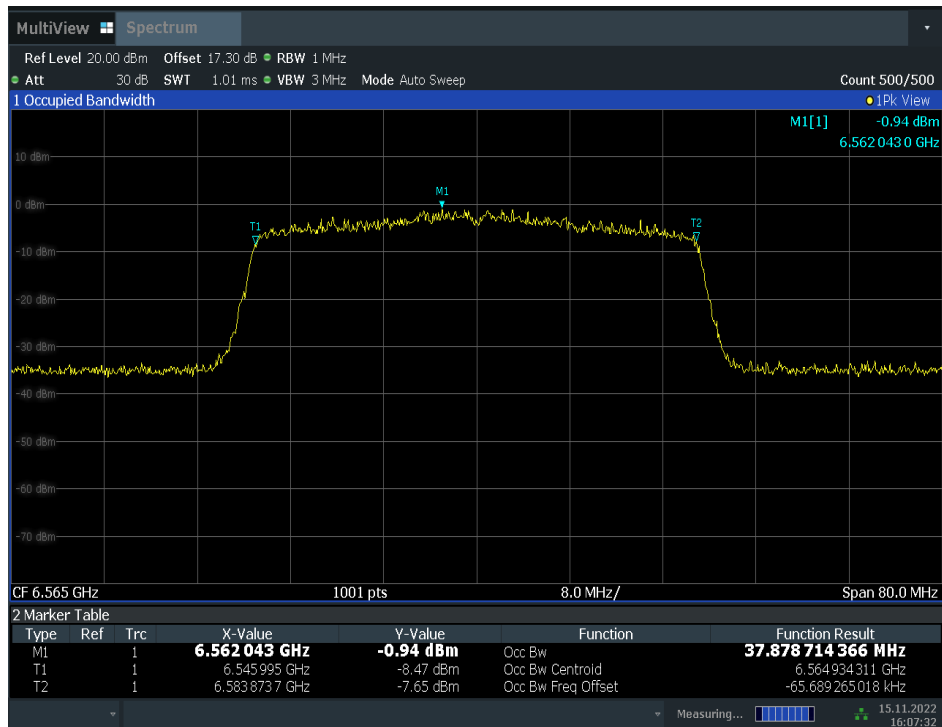 MultiView Spectrum
Ref Level 20.00 dBm Offset 17.30 dB RBW 1 MHz
Att 30 dB SWT 1.01 ms VBW 3 MHz Mode Auto Sweep Count 500/500
1 Occupied Bandwidth 1Pk View
M1[1] -0.94 dBm
6.562 043 0 GHz
10 dBm
M1
0 dBm
T1 T2
-10 dBm
-20 dBm
-30 dBm
-40 dBm
-50 dBm
-60 dBm
-70 dBm
CF 6.565 GHz 1001 pts 8.0 MHz/ Span 80.0 MHz
2 Marker Table
Type Ref Trc X-Value Y-Value Function Function Result
M1 1 6.562 043 GHz -0.94 dBm Occ Bw 37.878 714 366 MHz
T1 1 6.545 995 GHz -8.47 dBm Occ Bw Centroid 6.564 934 311 GHz
T2 1 6.583 873 7 GHz -7.65 dBm Occ Bw Freq Offset -65.689 265 018 kHz
Measuring... 15.11.2022
16:07:32